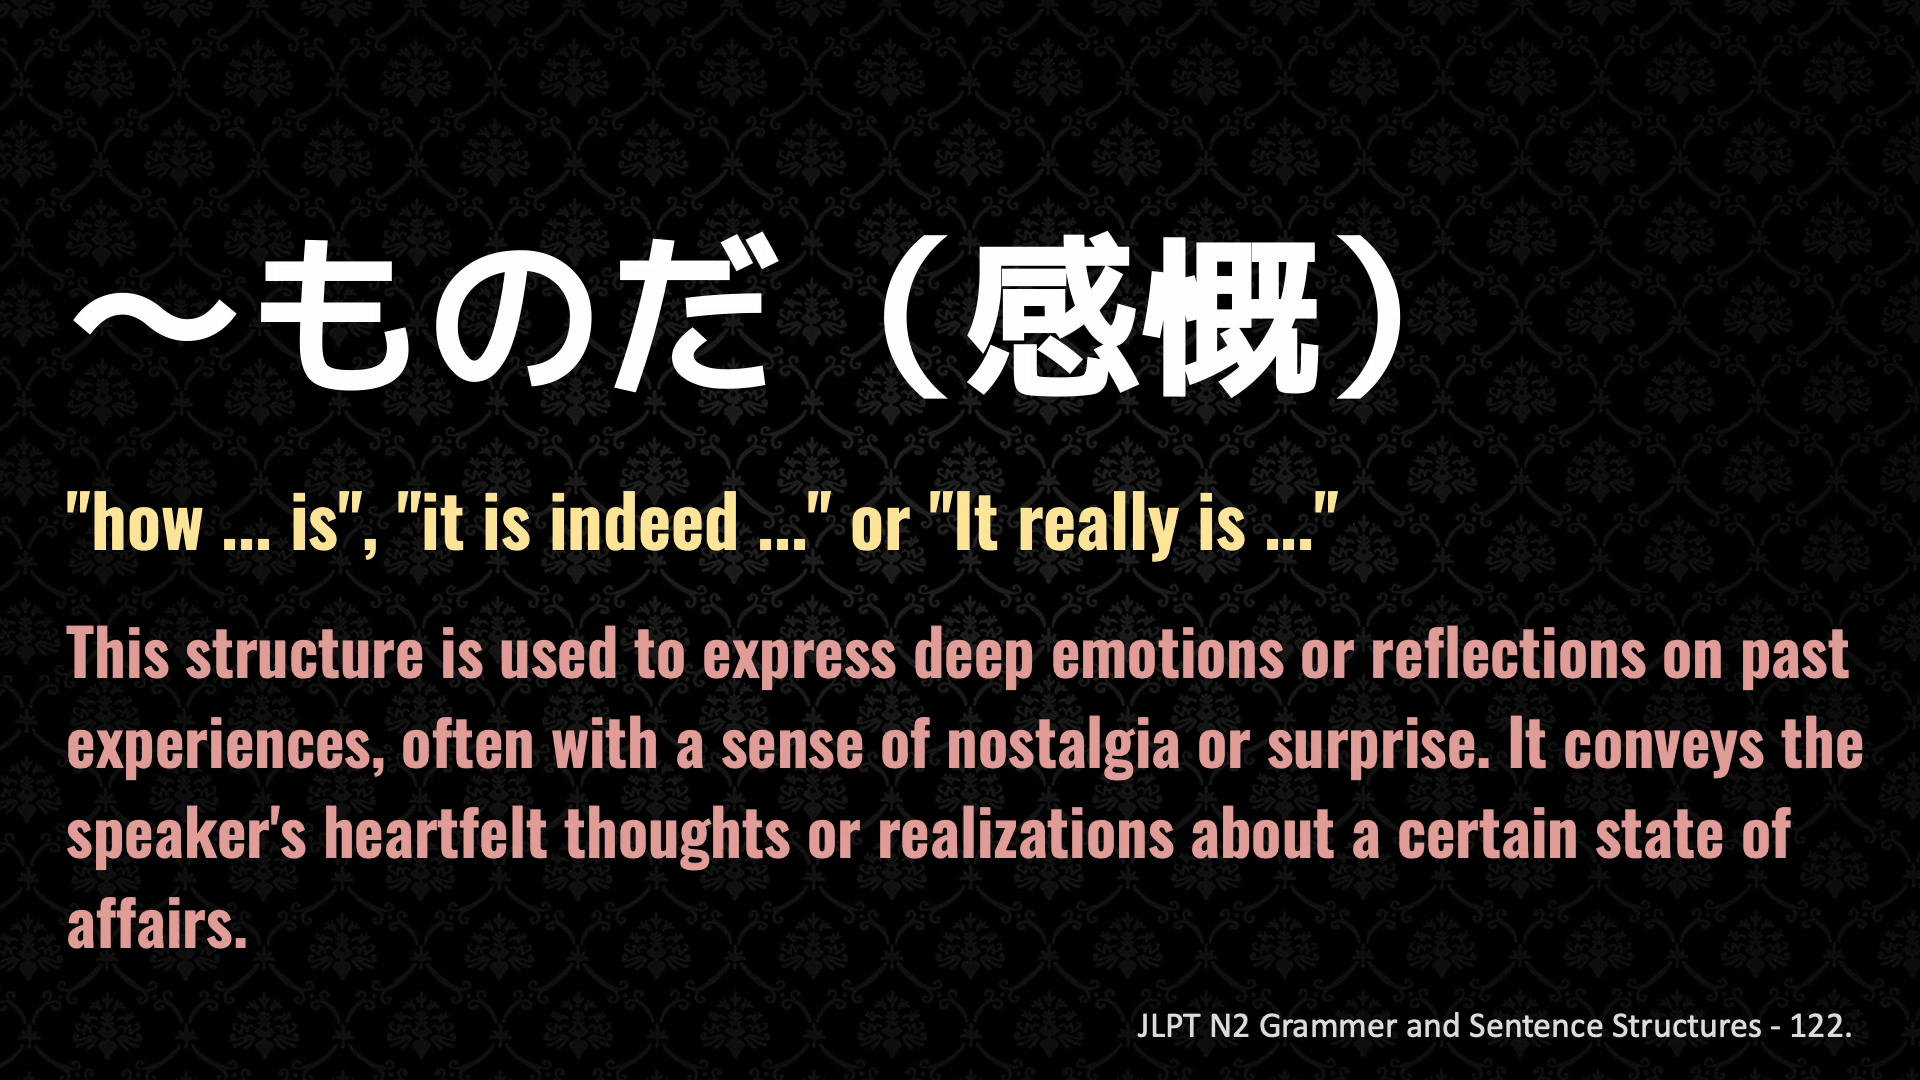 ～ものだ（感慨）
"how ... is", "it is indeed ..." or "It really is ..."
This structure is used to express deep emotions or reflections on past
experiences, often with a sense of nostalgia or surprise. It conveys the
speaker's heartfelt thoughts or realizations about a certain state of
affairs.
JLPT N2 Grammer and Sentence Structures - 122.